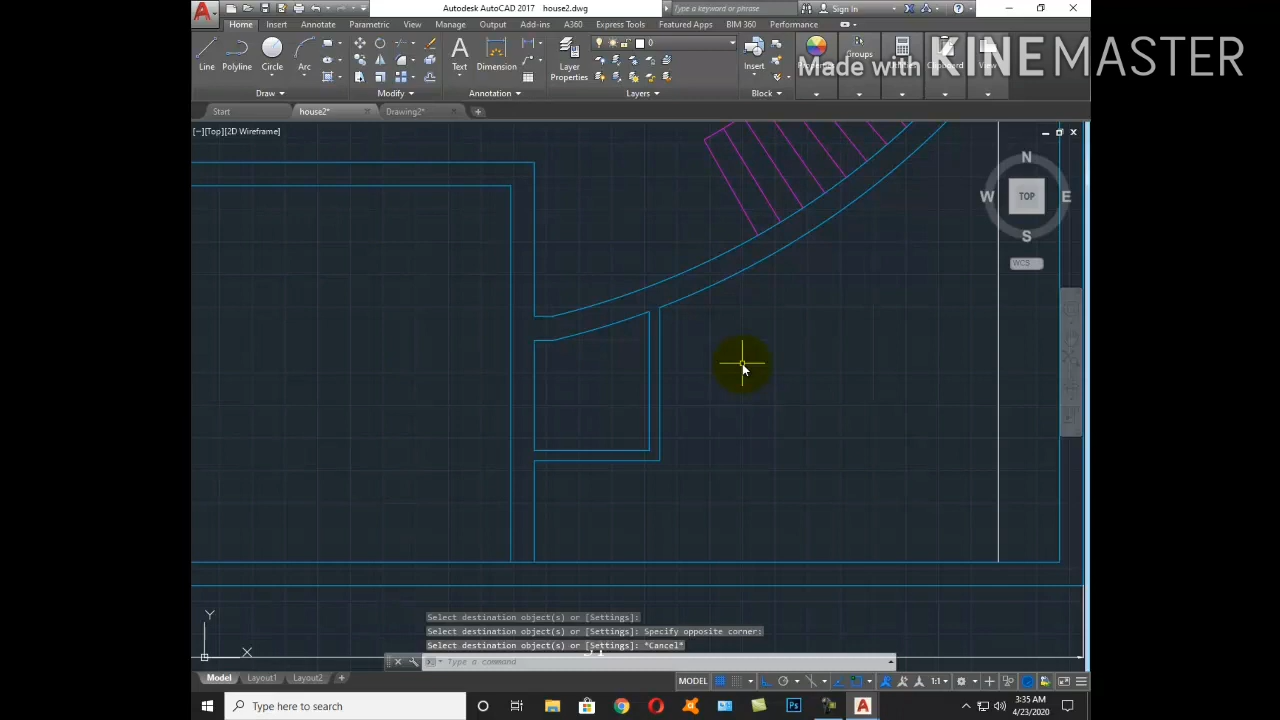 Autodesk AutoCAD 2017 house2.dwg
Type a keyword or phrase
Sign In
Home Insert Annotate Parametric View Manage Output Add-ins A360 Express Tools Featured Apps BIM 360 Performance
Made with KINEMASTER
Line Polyline Circle Arc Text Dimension Layer Properties 0 Insert Groups
Draw Modify Annotation Layers Block
Start house2* Drawing2*
[−][Top][2D Wireframe]
N
W TOP E
S
WCS
Y
X
Select destination object(s) or [Settings]:
Select destination object(s) or [Settings]: Specify opposite corner:
Select destination object(s) or [Settings]: *Cancel*
Type a command
Model Layout1 Layout2 MODEL 1:1
Type here to search
Ps
3:35 AM
4/23/2020